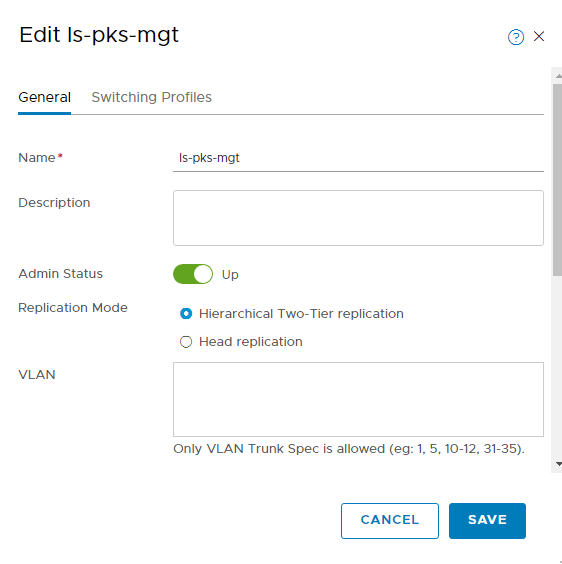 Edit ls-pks-mgt
?
General Switching Profiles
Name*
ls-pks-mgt
Description
Admin Status
Up
Replication Mode
Hierarchical Two-Tier replication
Head replication
VLAN
Only VLAN Trunk Spec is allowed (eg: 1, 5, 10-12, 31-35).
CANCEL SAVE